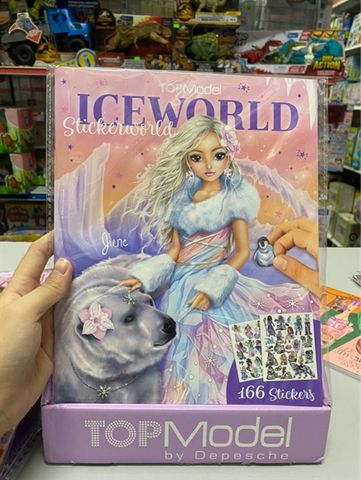 TOPModel
ICEWORLD
Stickerworld
June
166 Stickers
TOPModel
by Depesche